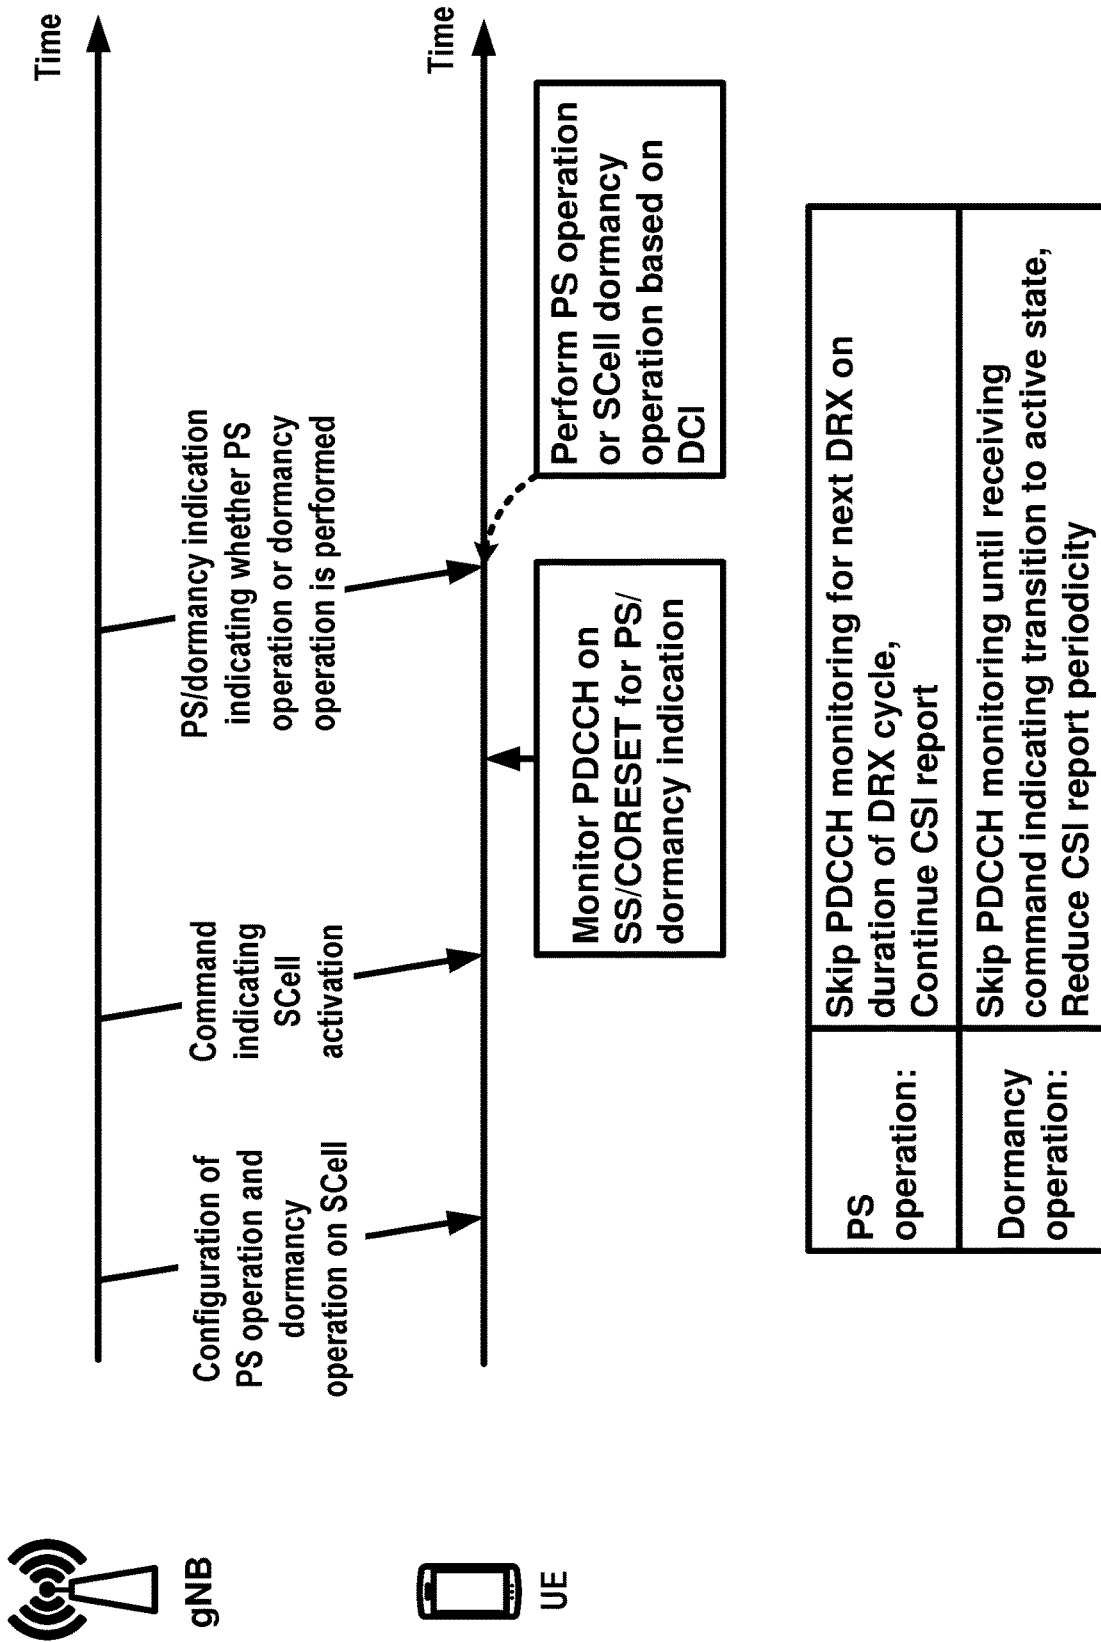 gNB
Configuration of
PS operation and
dormancy
operation on SCell
Command
indicating
SCell
activation
PS/dormancy indication
indicating whether PS
operation or dormancy
operation is performed
Time
UE
Time
Monitor PDCCH on
SS/CORESET for PS/
dormancy indication
Perform PS operation
or SCell dormancy
operation based on
DCI
PS
operation:
Skip PDCCH monitoring for next DRX on
duration of DRX cycle,
Continue CSI report
Dormancy
operation:
Skip PDCCH monitoring until receiving
command indicating transition to active state,
Reduce CSI report periodicity